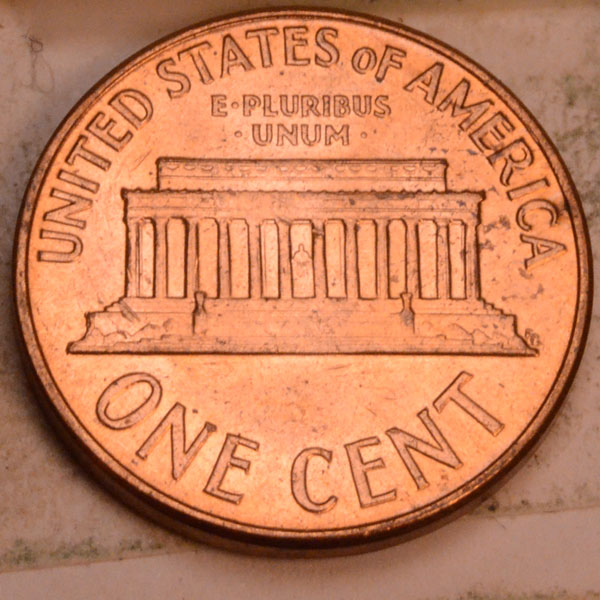 UNITED STATES OF AMERICA
E·PLURIBUS
·UNUM·
ONE CENT